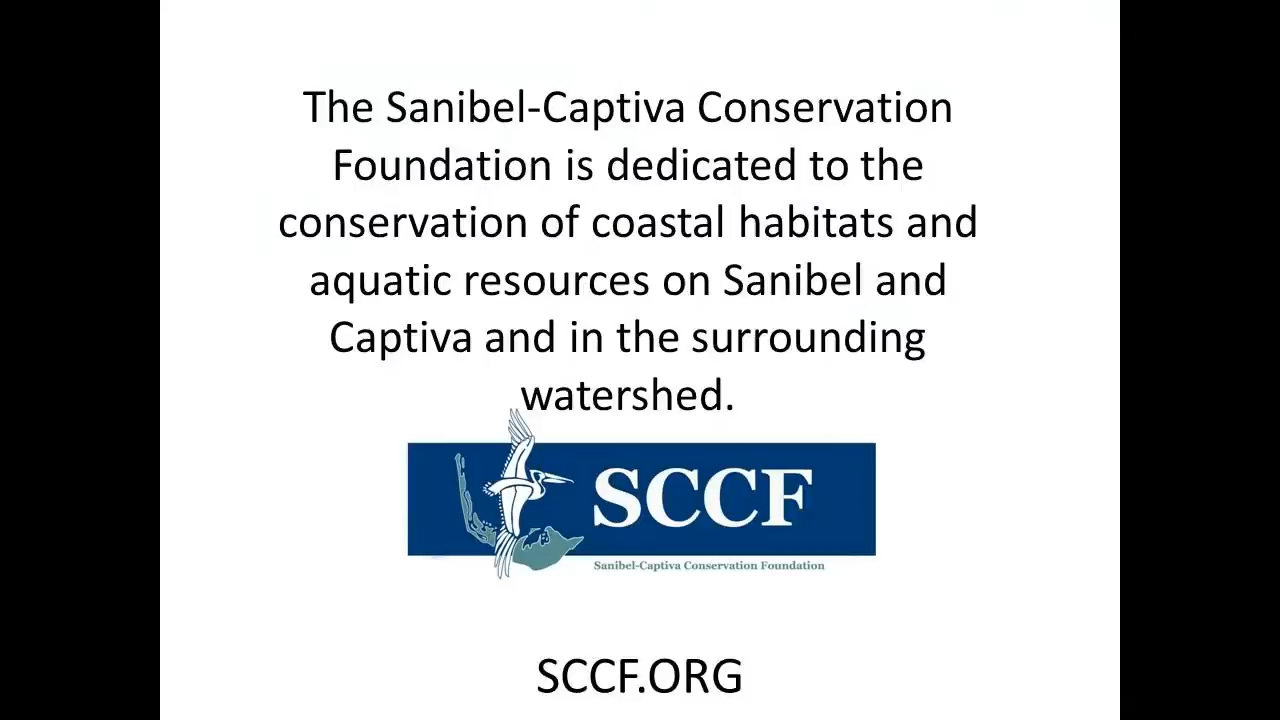 The Sanibel-Captiva Conservation
Foundation is dedicated to the
conservation of coastal habitats and
aquatic resources on Sanibel and
Captiva and in the surrounding
watershed.
SCCF
Sanibel-Captiva Conservation Foundation
SCCF.ORG